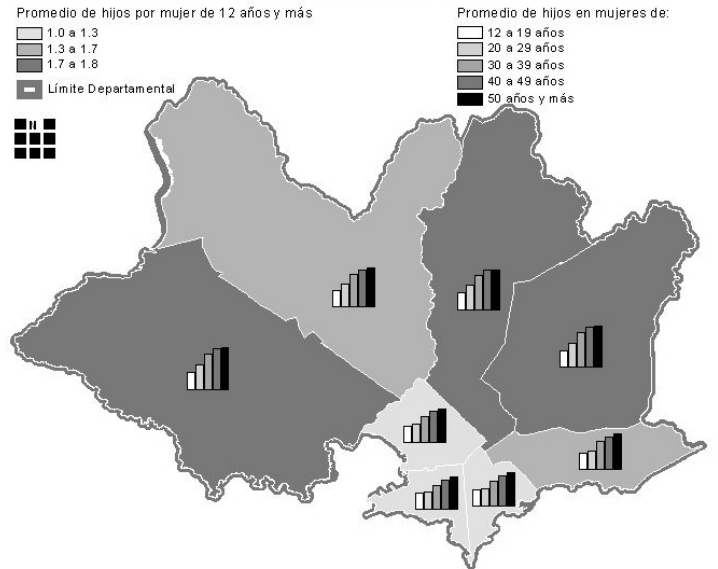 Promedio de hijos por mujer de 12 años y más
1.0 a 1.3
1.3 a 1.7
1.7 a 1.8
Límite Departamental
N
Promedio de hijos en mujeres de:
12 a 19 años
20 a 29 años
30 a 39 años
40 a 49 años
50 años y más